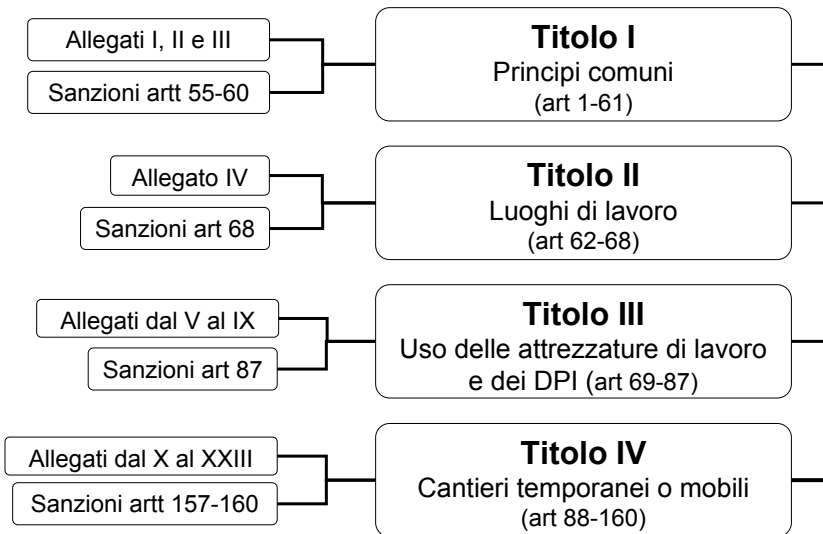 Allegati I, II e III
Sanzioni artt 55-60
Titolo I
Principi comuni
(art 1-61)
Allegato IV
Sanzioni art 68
Titolo II
Luoghi di lavoro
(art 62-68)
Allegati dal V al IX
Sanzioni art 87
Titolo III
Uso delle attrezzature di lavoro
e dei DPI (art 69-87)
Allegati dal X al XXIII
Sanzioni artt 157-160
Titolo IV
Cantieri temporanei o mobili
(art 88-160)